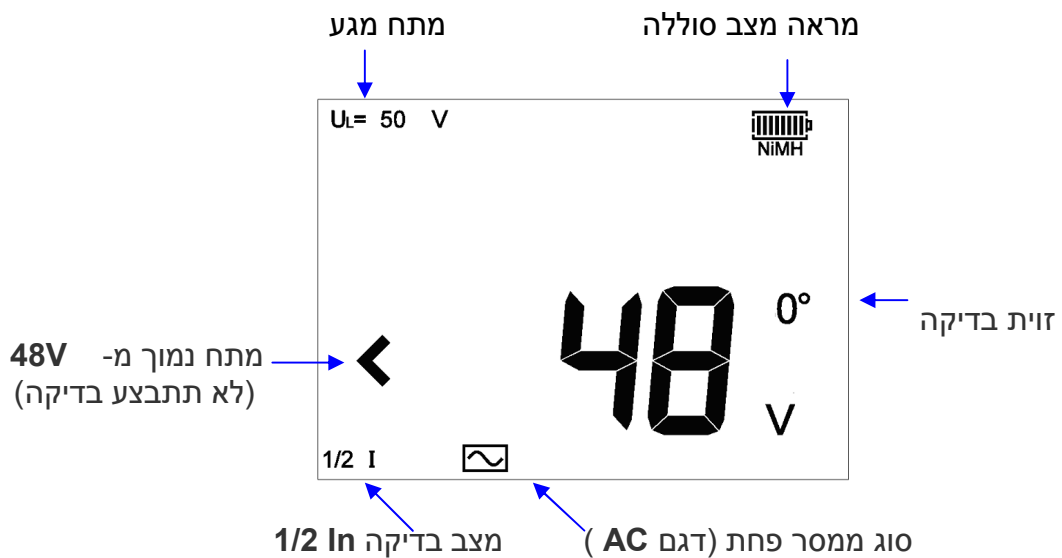 מראה מצב סוללה
מתח מגע
UL= 50 V
NiMH
0°
זוית בדיקה
48
מתח נמוך מ- 48V
(לא תתבצע בדיקה)
<
V
1/2 I
סוג ממסר פחת (דגם AC )
מצב בדיקה 1/2 In